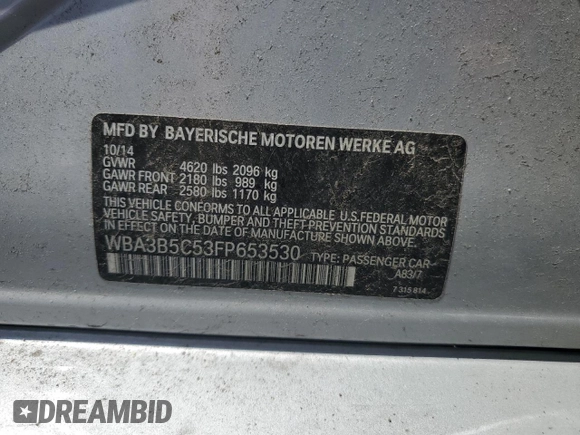 MFD BY BAYERISCHE MOTOREN WERKE AG
10/14
GVWR 4620 lbs 2096 kg
GAWR FRONT 2180 lbs 989 kg
GAWR REAR 2580 lbs 1170 kg
THIS VEHICLE CONFORMS TO ALL APPLICABLE U.S.FEDERAL MOTOR
VEHICLE SAFETY, BUMPER, AND THEFT PREVENTION STANDARDS
IN EFFECT ON THE DATE OF MANUFACTURE SHOWN ABOVE.
WBA3B5C53FP653530 TYPE: PASSENGER CAR
A83/7
7 315 814
DREAMBID